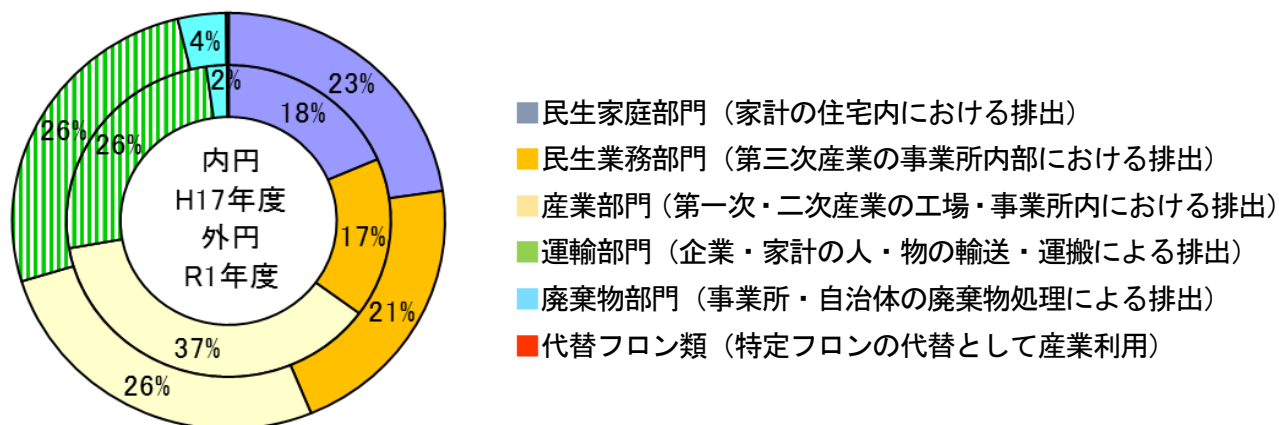 4%
23%
2%
18%
26%
26%
内円
H17年度
外円
R1年度
17%
21%
37%
26%
■民生家庭部門（家計の住宅内における排出）
■民生業務部門（第三次産業の事業所内部における排出）
■産業部門（第一次・二次産業の工場・事業所内における排出）
■運輸部門（企業・家計の人・物の輸送・運搬による排出）
■廃棄物部門（事業所・自治体の廃棄物処理による排出）
■代替フロン類（特定フロンの代替として産業利用）